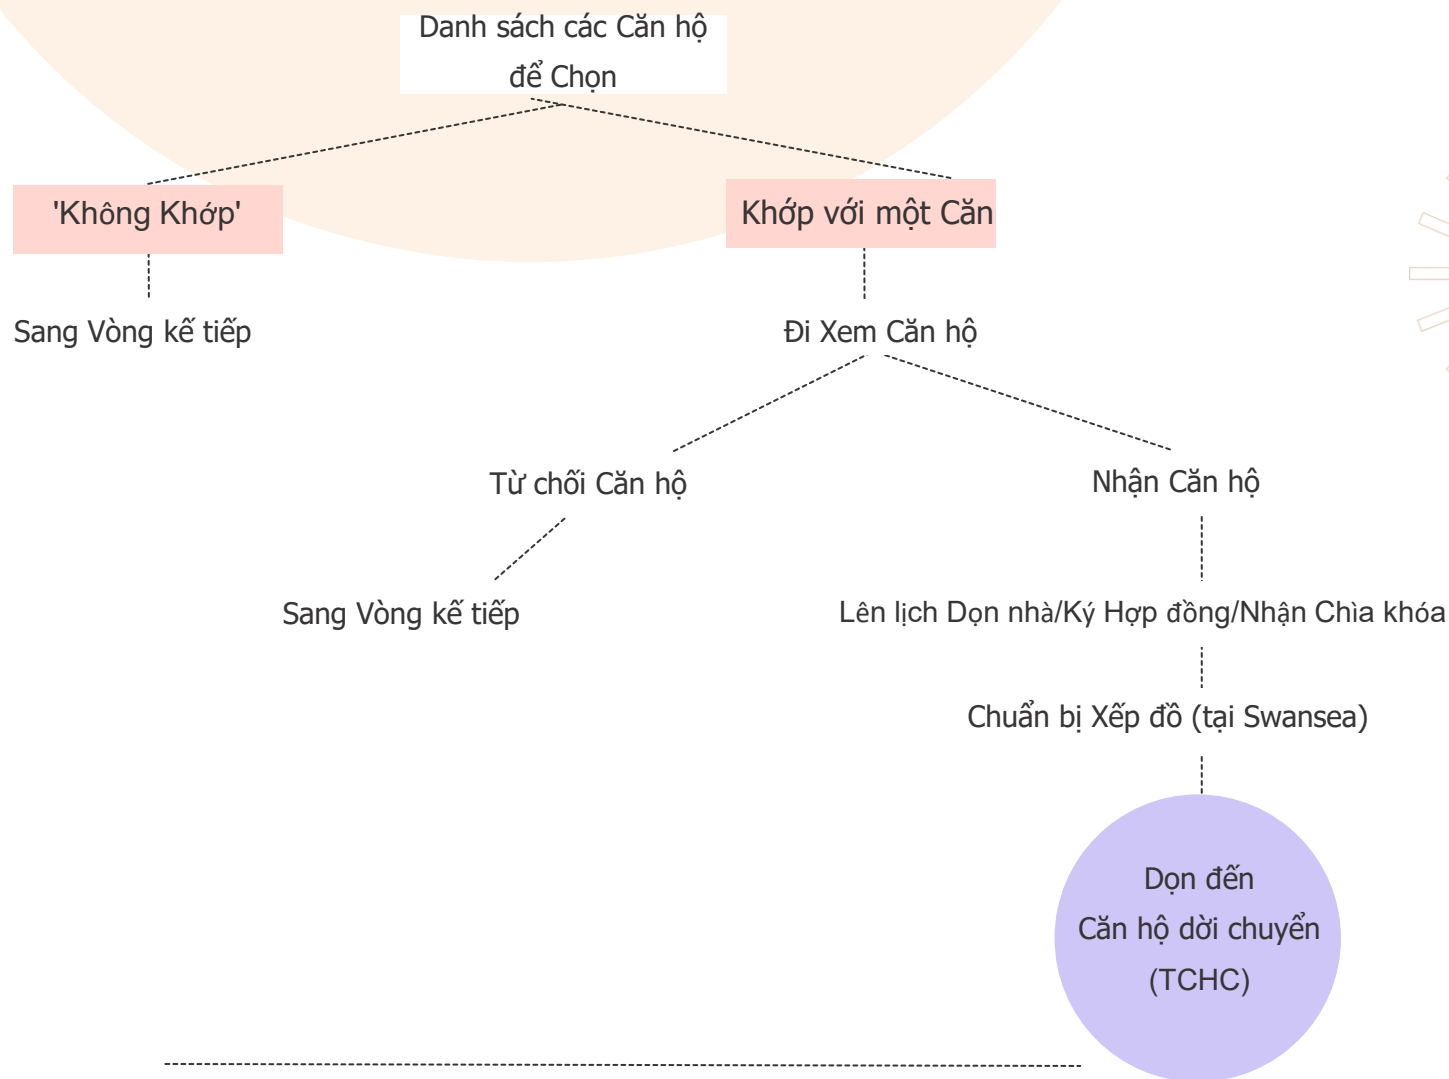 Danh sách các Căn hộ
để Chọn
'Không Khớp'
Khớp với một Căn
Sang Vòng kế tiếp
Đi Xem Căn hộ
Từ chối Căn hộ
Nhận Căn hộ
Sang Vòng kế tiếp
Lên lịch Dọn nhà/Ký Hợp đồng/Nhận Chìa khóa
Chuẩn bị Xếp đồ (tại Swansea)
Dọn đến
Căn hộ dời chuyển
(TCHC)